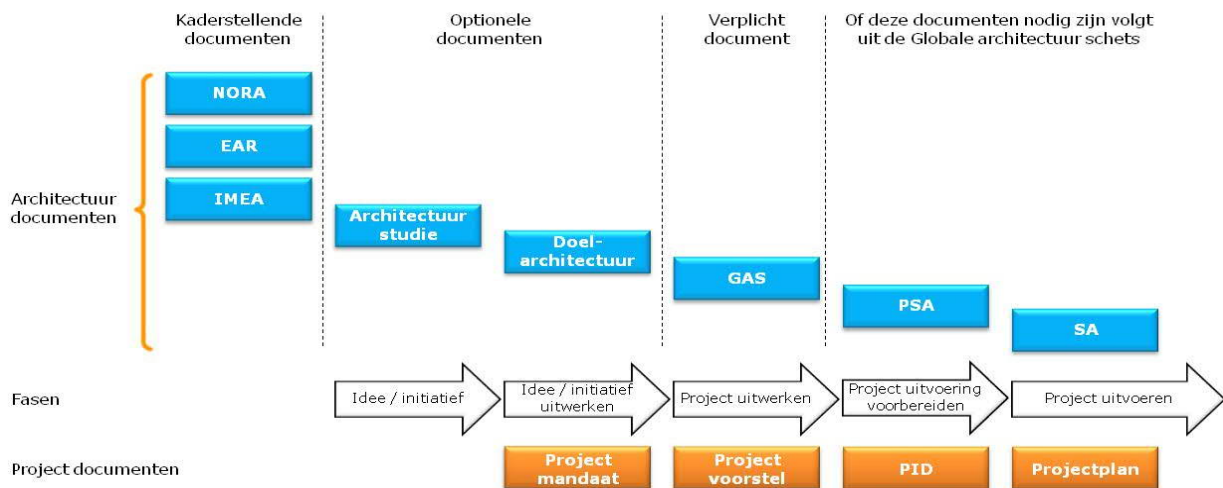 Kaderstellende
documenten
Optionele
documenten
Verplicht
document
Of deze documenten nodig zijn volgt
uit de Globale architectuur schets
NORA
EAR
IMEA
Architectuur
documenten
Architectuur
studie
Doel-
architectuur
GAS
PSA
SA
Fasen
Idee / initiatief
Idee / initiatief
uitwerken
Project uitwerken
Project uitvoering
voorbereiden
Project uitvoeren
Project documenten
Project
mandaat
Project
voorstel
PID
Projectplan